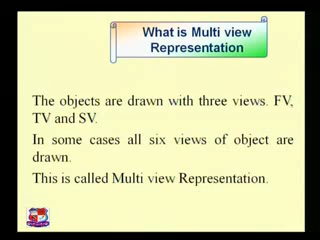 What is Multi view
Representation
The objects are drawn with three views. FV,
TV and SV.
In some cases all six views of object are
drawn.
This is called Multi view Representation.